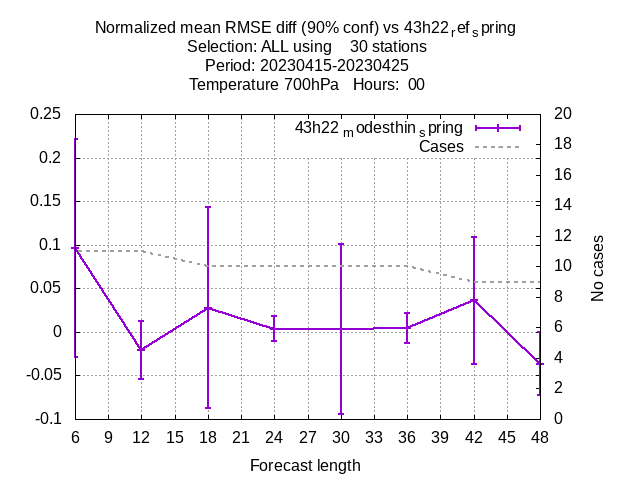 Normalized mean RMSE diff (90% conf) vs 43h22refspring
Selection: ALL using 30 stations
Period: 20230415-20230425
Temperature 700hPa Hours: 00
43h22modesthinspring
Cases
0.25
0.2
0.15
0.1
0.05
0
-0.05
-0.1
20
18
16
14
12
10
8
6
4
2
0
No cases
6 9 12 15 18 21 24 27 30 33 36 39 42 45 48
Forecast length